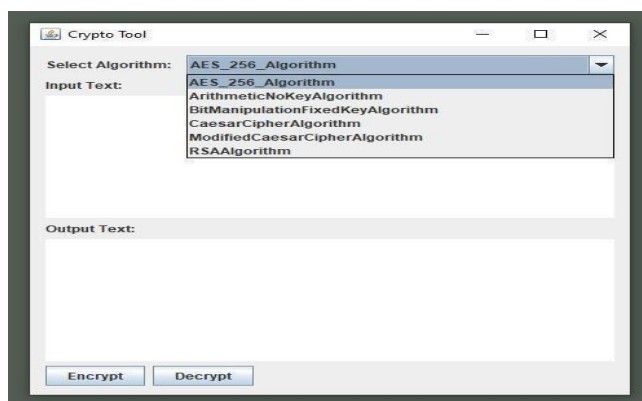 Crypto Tool
Select Algorithm: AES_256_Algorithm
Input Text: AES_256_Algorithm
ArithmeticNoKeyAlgorithm
BitManipulationFixedKeyAlgorithm
CaesarCipherAlgorithm
ModifiedCaesarCipherAlgorithm
RSAAlgorithm
Output Text:
Encrypt Decrypt